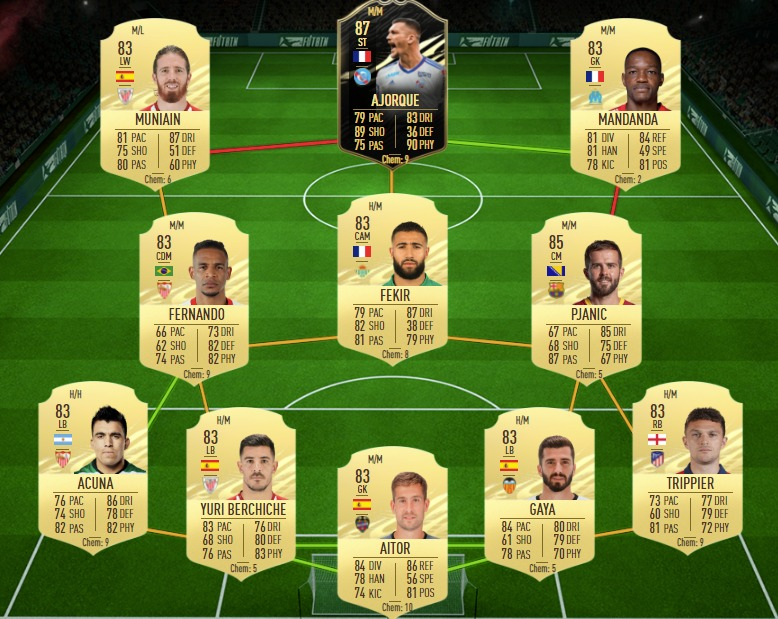 M/L
83
LW
MUNIAIN
81 PAC 87 DRI
75 SHO 51 DEF
80 PAS 60 PHY
Chem: 6
M/M
87
ST
AJORQUE
79 PAC 83 DRI
89 SHO 36 DEF
75 PAS 90 PHY
Chem: 9
M/M
83
GK
MANDANDA
81 DIV 84 REF
81 HAN 49 SPE
78 KIC 81 POS
Chem: 2
M/M
83
CDM
FERNANDO
66 PAC 73 DRI
62 SHO 82 DEF
74 PAS 82 PHY
Chem: 9
H/M
83
CAM
FEKIR
79 PAC 87 DRI
82 SHO 38 DEF
81 PAS 79 PHY
Chem: 8
M/M
85
CM
PJANIC
67 PAC 85 DRI
68 SHO 75 DEF
87 PAS 67 PHY
Chem: 5
H/H
83
LB
ACUNA
76 PAC 86 DRI
74 SHO 78 DEF
82 PAS 82 PHY
Chem: 9
H/M
83
LB
YURI BERCHICHE
83 PAC 76 DRI
68 SHO 80 DEF
76 PAS 83 PHY
Chem: 5
M/M
83
GK
AITOR
84 DIV 86 REF
78 HAN 56 SPE
74 KIC 81 POS
Chem: 10
H/M
83
LB
GAYA
84 PAC 80 DRI
61 SHO 79 DEF
78 PAS 70 PHY
Chem: 5
H/M
83
RB
TRIPPIER
73 PAC 77 DRI
60 SHO 79 DEF
81 PAS 72 PHY
Chem: 9